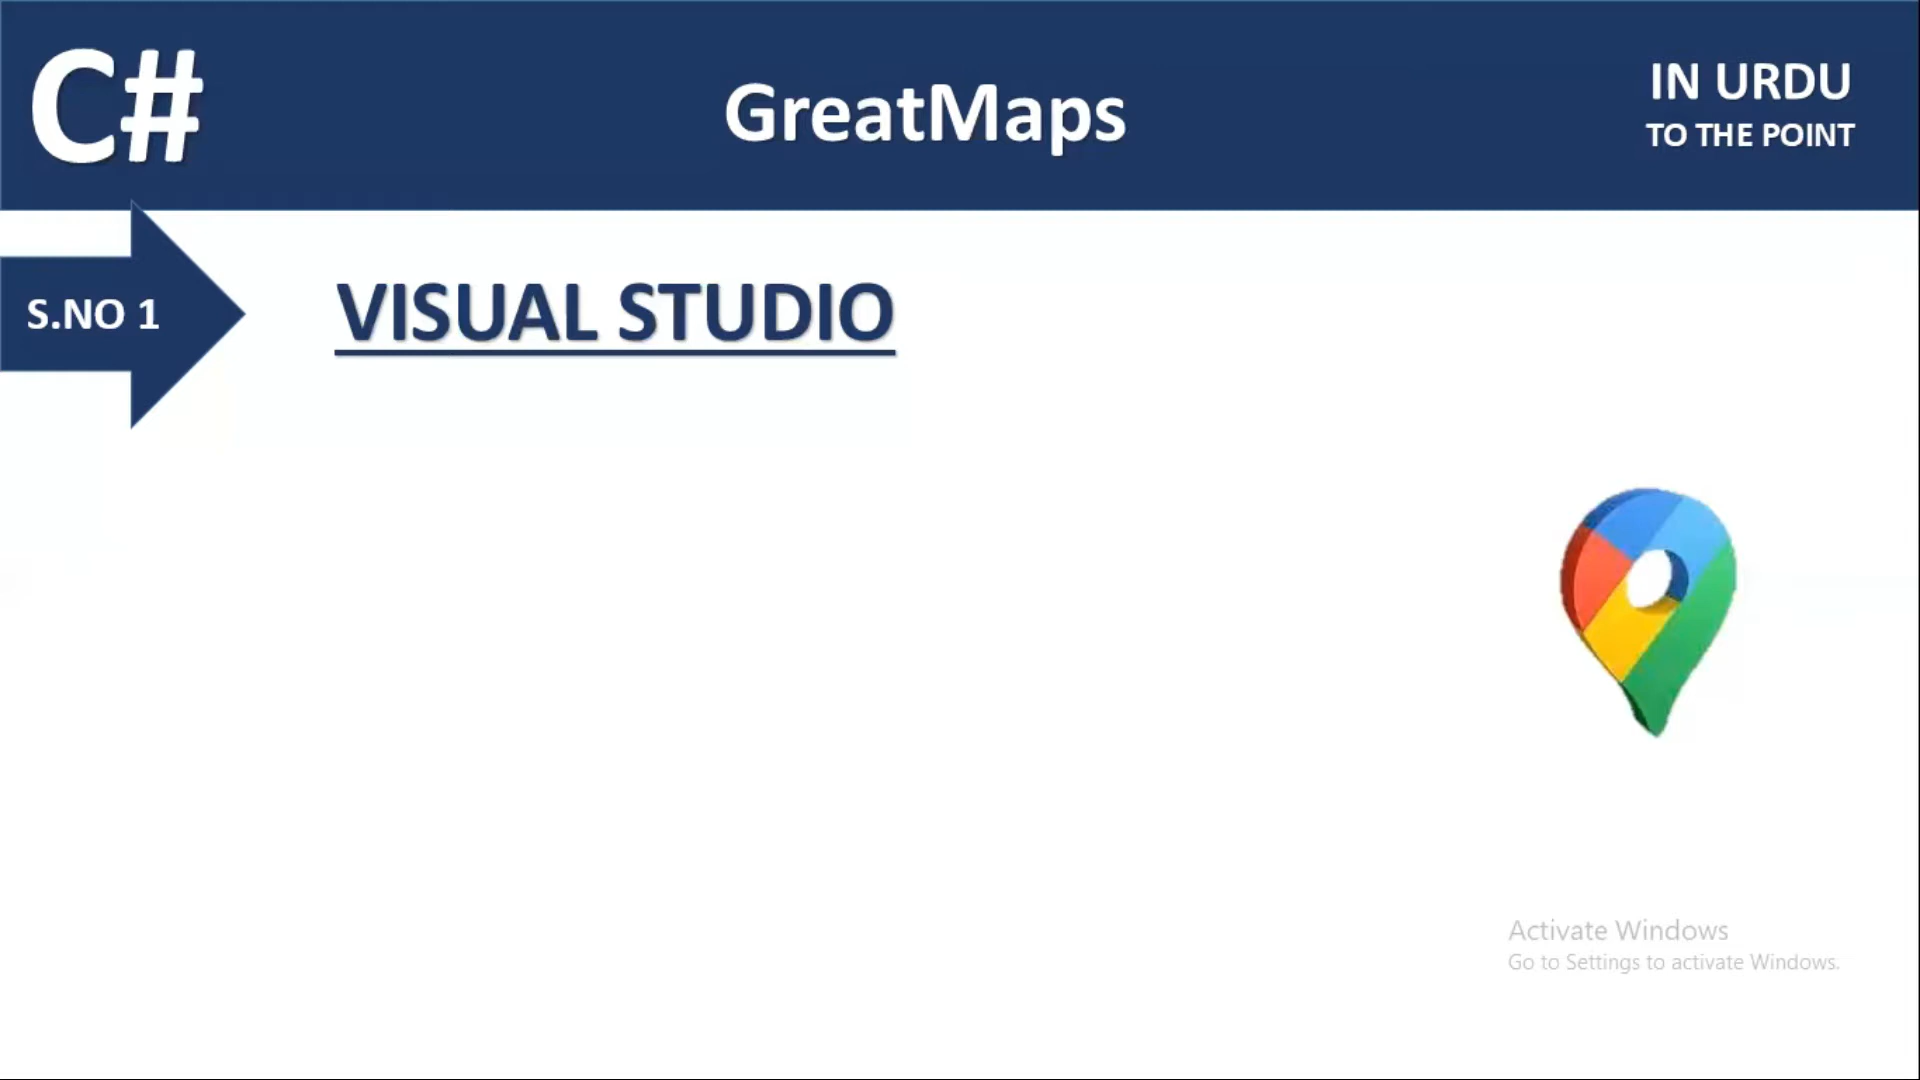 C#
GreatMaps
IN URDU
TO THE POINT
S.NO 1
VISUAL STUDIO
Activate Windows
Go to Settings to activate Windows.